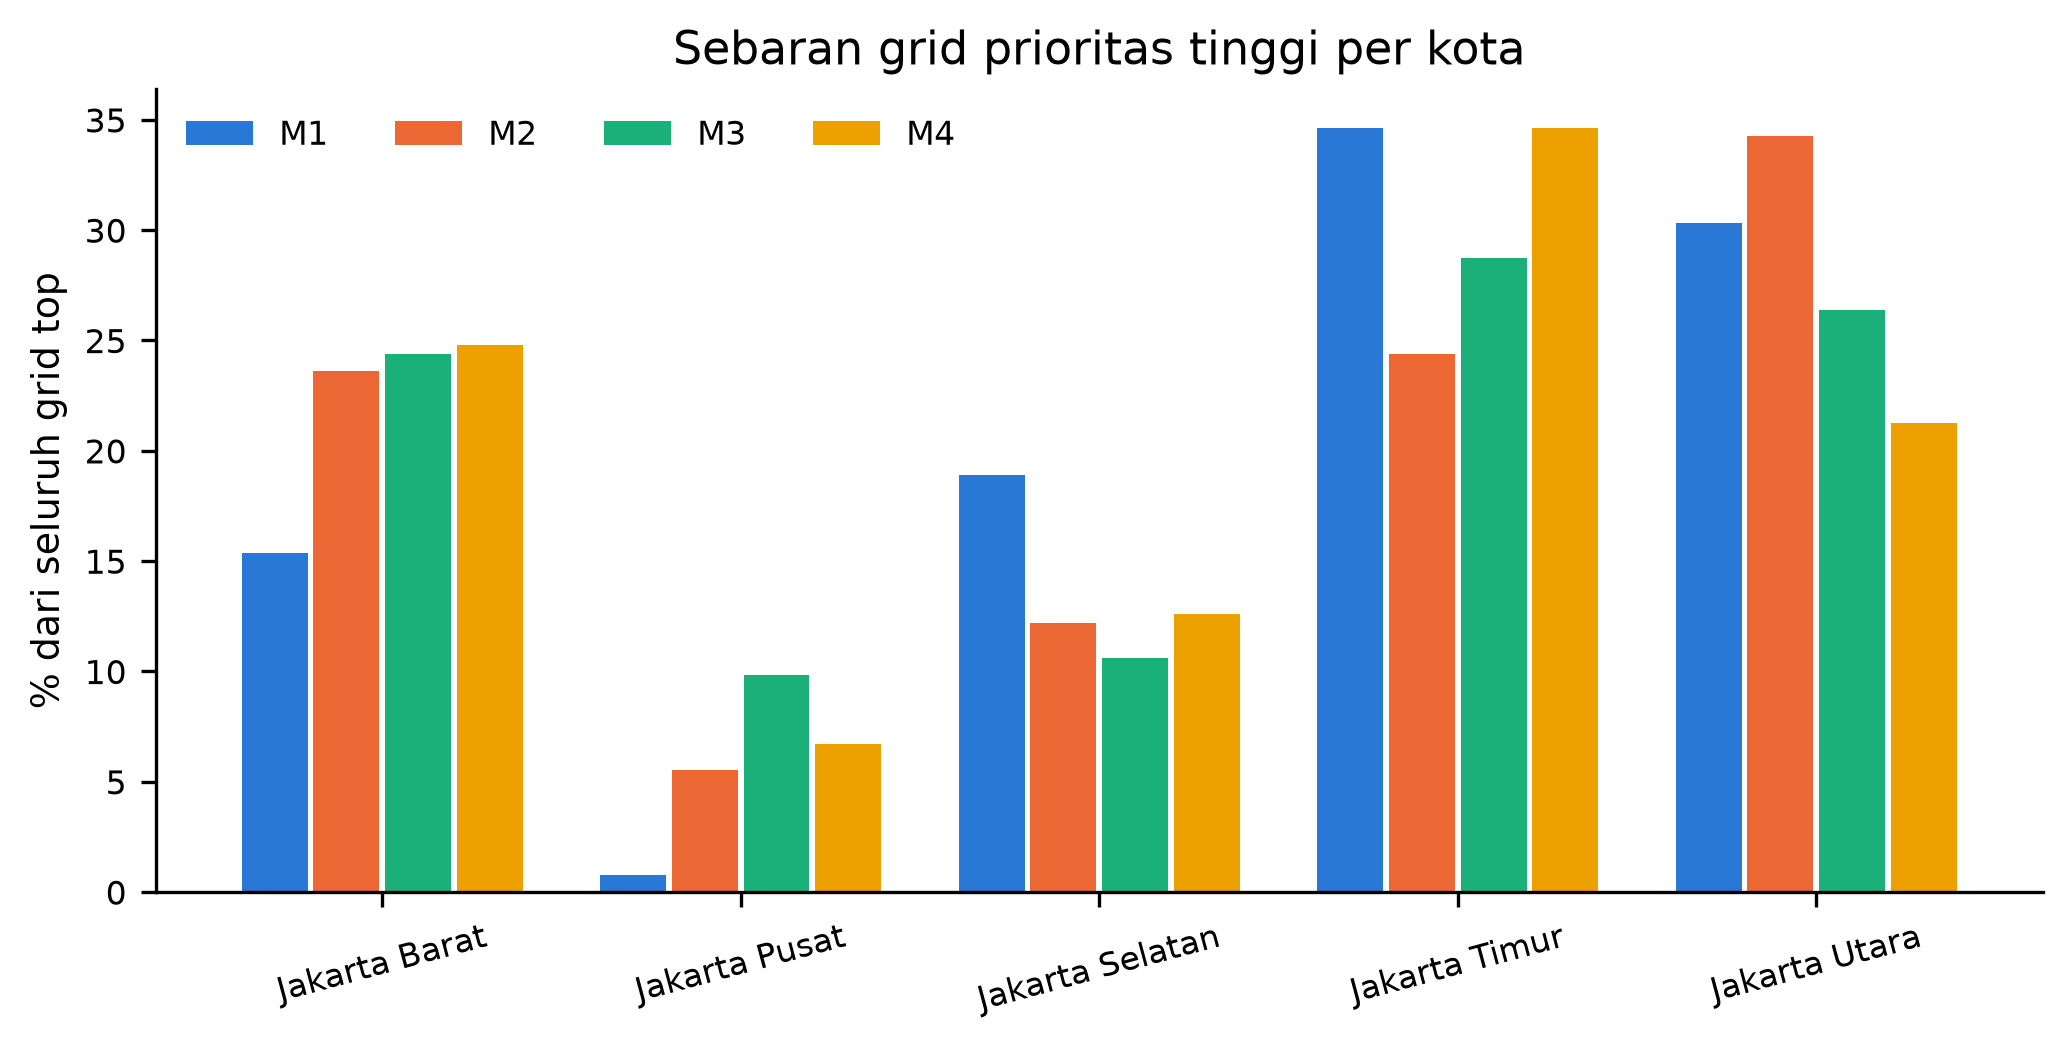 Sebaran grid prioritas tinggi per kota
M1 M2 M3 M4
% dari seluruh grid top
35
30
25
20
15
10
5
0
Jakarta Barat
Jakarta Pusat
Jakarta Selatan
Jakarta Timur
Jakarta Utara